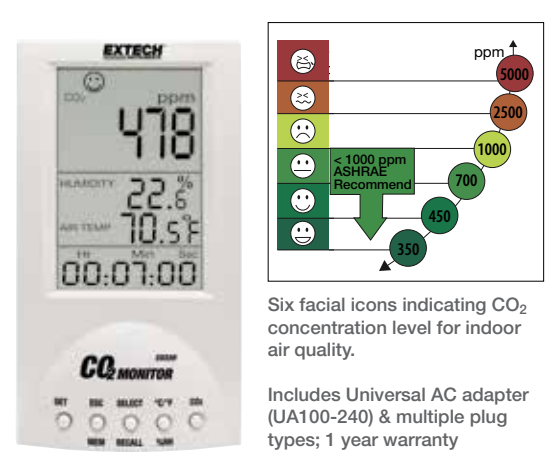 EXTECH
CO₂
ppm
478
HUMIDITY
22.6%
AIR TEMP
70.5°F
Hr Min Sec
00:07:00
CO2 MONITOR
SET ESC SELECT °C/°F CO2
MEM RECALL %RH
ppm
5000
2500
1000
700
450
350
< 1000 ppm
ASHRAE
Recommend
Six facial icons indicating CO₂
concentration level for indoor
air quality.
Includes Universal AC adapter
(UA100-240) & multiple plug
types; 1 year warranty